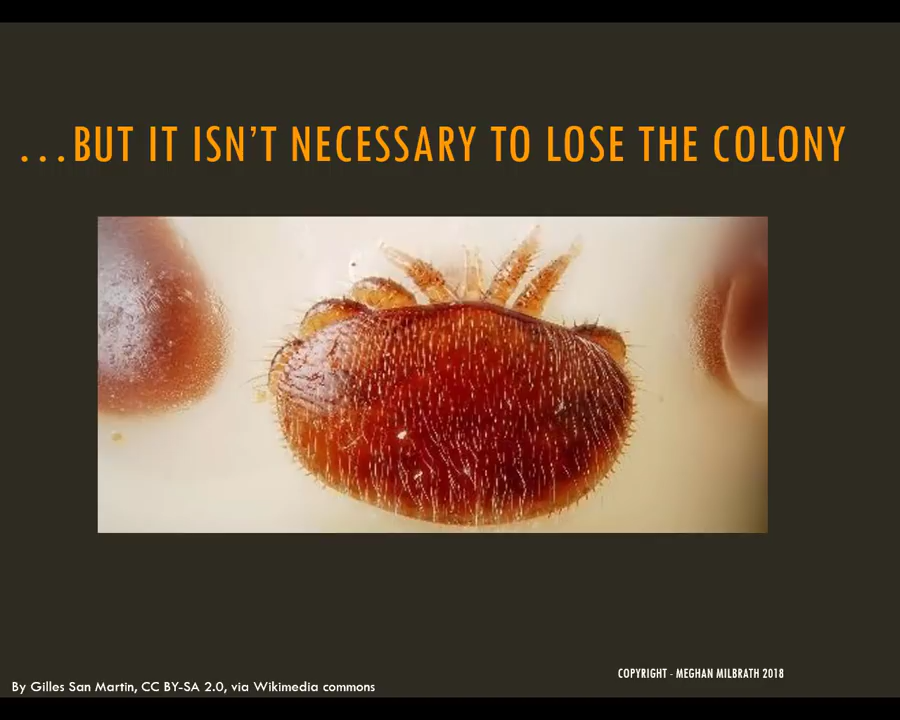 ...BUT IT ISN'T NECESSARY TO LOSE THE COLONY
COPYRIGHT - MEGHAN MILBRATH 2018
By Gilles San Martin, CC BY-SA 2.0, via Wikimedia commons